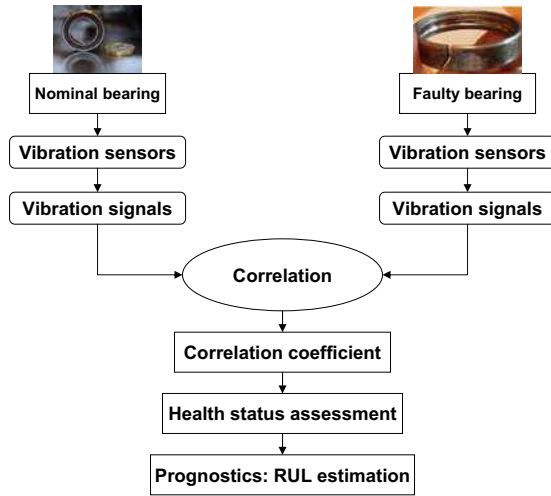 Nominal bearing
Faulty bearing
Vibration sensors
Vibration sensors
Vibration signals
Vibration signals
Correlation
Correlation coefficient
Health status assessment
Prognostics: RUL estimation